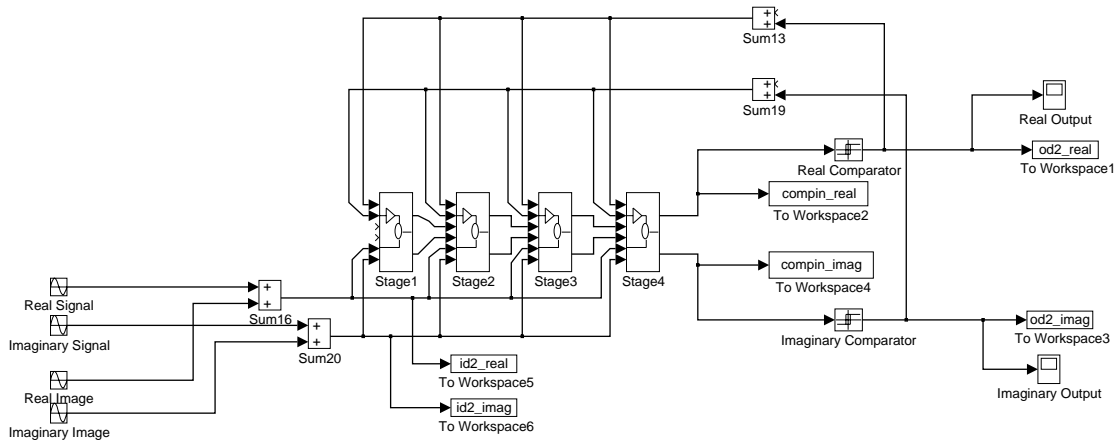 +
+
Sum13
+
+
Sum19
Real Output
od2_real
To Workspace1
Real Comparator
compin_real
To Workspace2
Stage1
Stage2
Stage3
Stage4
compin_imag
To Workspace4
Real Signal
+
+
Sum16
Imaginary Signal
+
+
Sum20
Imaginary Comparator
od2_imag
To Workspace3
id2_real
To Workspace5
Imaginary Output
Real Image
id2_imag
To Workspace6
Imaginary Image